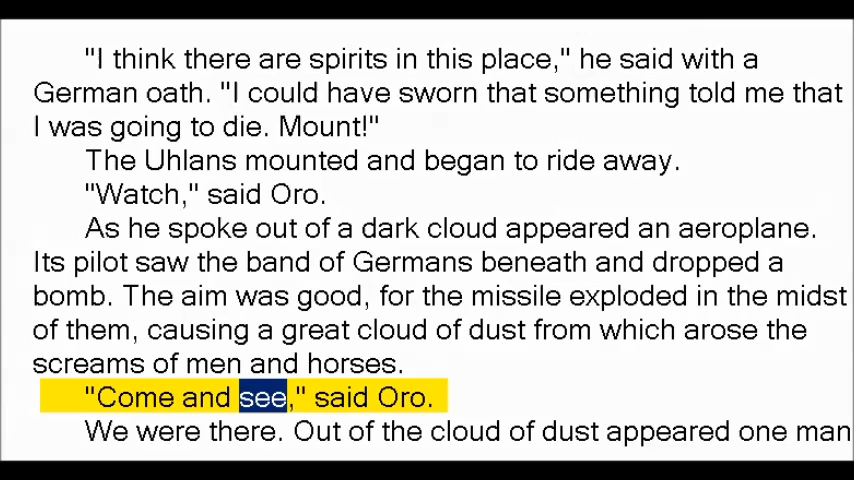 "I think there are spirits in this place," he said with a
German oath. "I could have sworn that something told me that
I was going to die. Mount!"
The Uhlans mounted and began to ride away.
"Watch," said Oro.
As he spoke out of a dark cloud appeared an aeroplane.
Its pilot saw the band of Germans beneath and dropped a
bomb. The aim was good, for the missile exploded in the midst
of them, causing a great cloud of dust from which arose the
screams of men and horses.
"Come and see," said Oro.
We were there. Out of the cloud of dust appeared one man